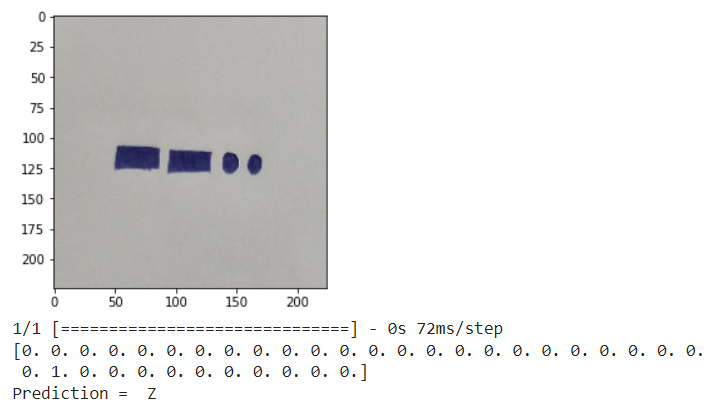 0
25
50
75
100
125
150
175
200
0 50 100 150 200
1/1 [==============================] - 0s 72ms/step
[0. 0. 0. 0. 0. 0. 0. 0. 0. 0. 0. 0. 0. 0. 0. 0. 0. 0. 0. 0. 0. 0. 0. 0.
0. 1. 0. 0. 0. 0. 0. 0. 0. 0. 0. 0.]
Prediction = Z